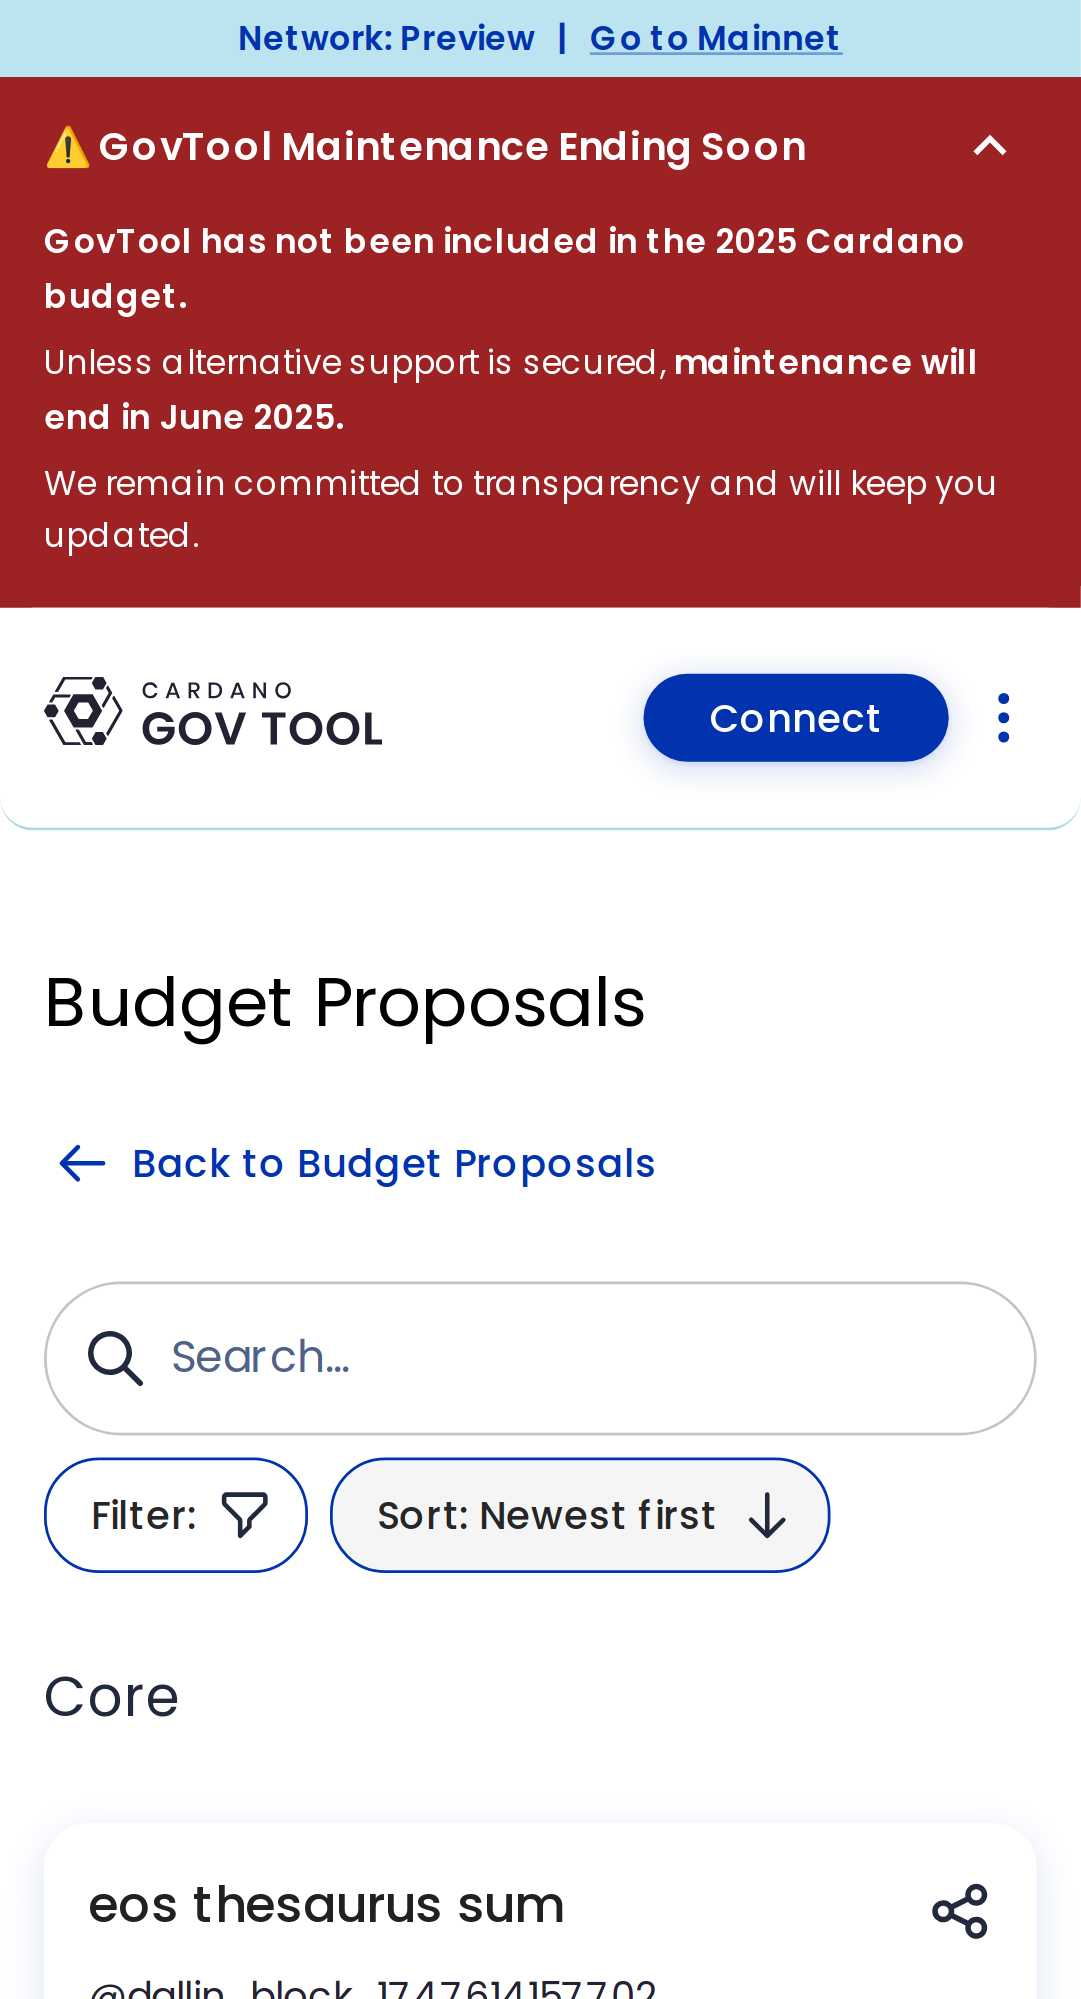 Network: Preview | Go to Mainnet
⚠️ GovTool Maintenance Ending Soon
GovTool has not been included in the 2025 Cardano
budget.
Unless alternative support is secured, maintenance will
end in June 2025.
We remain committed to transparency and will keep you
updated.
CARDANO
GOV TOOL
Connect
Budget Proposals
Back to Budget Proposals
Search...
Filter:
Sort: Newest first
Core
eos thesaurus sum
@dallin_block_1747614157702